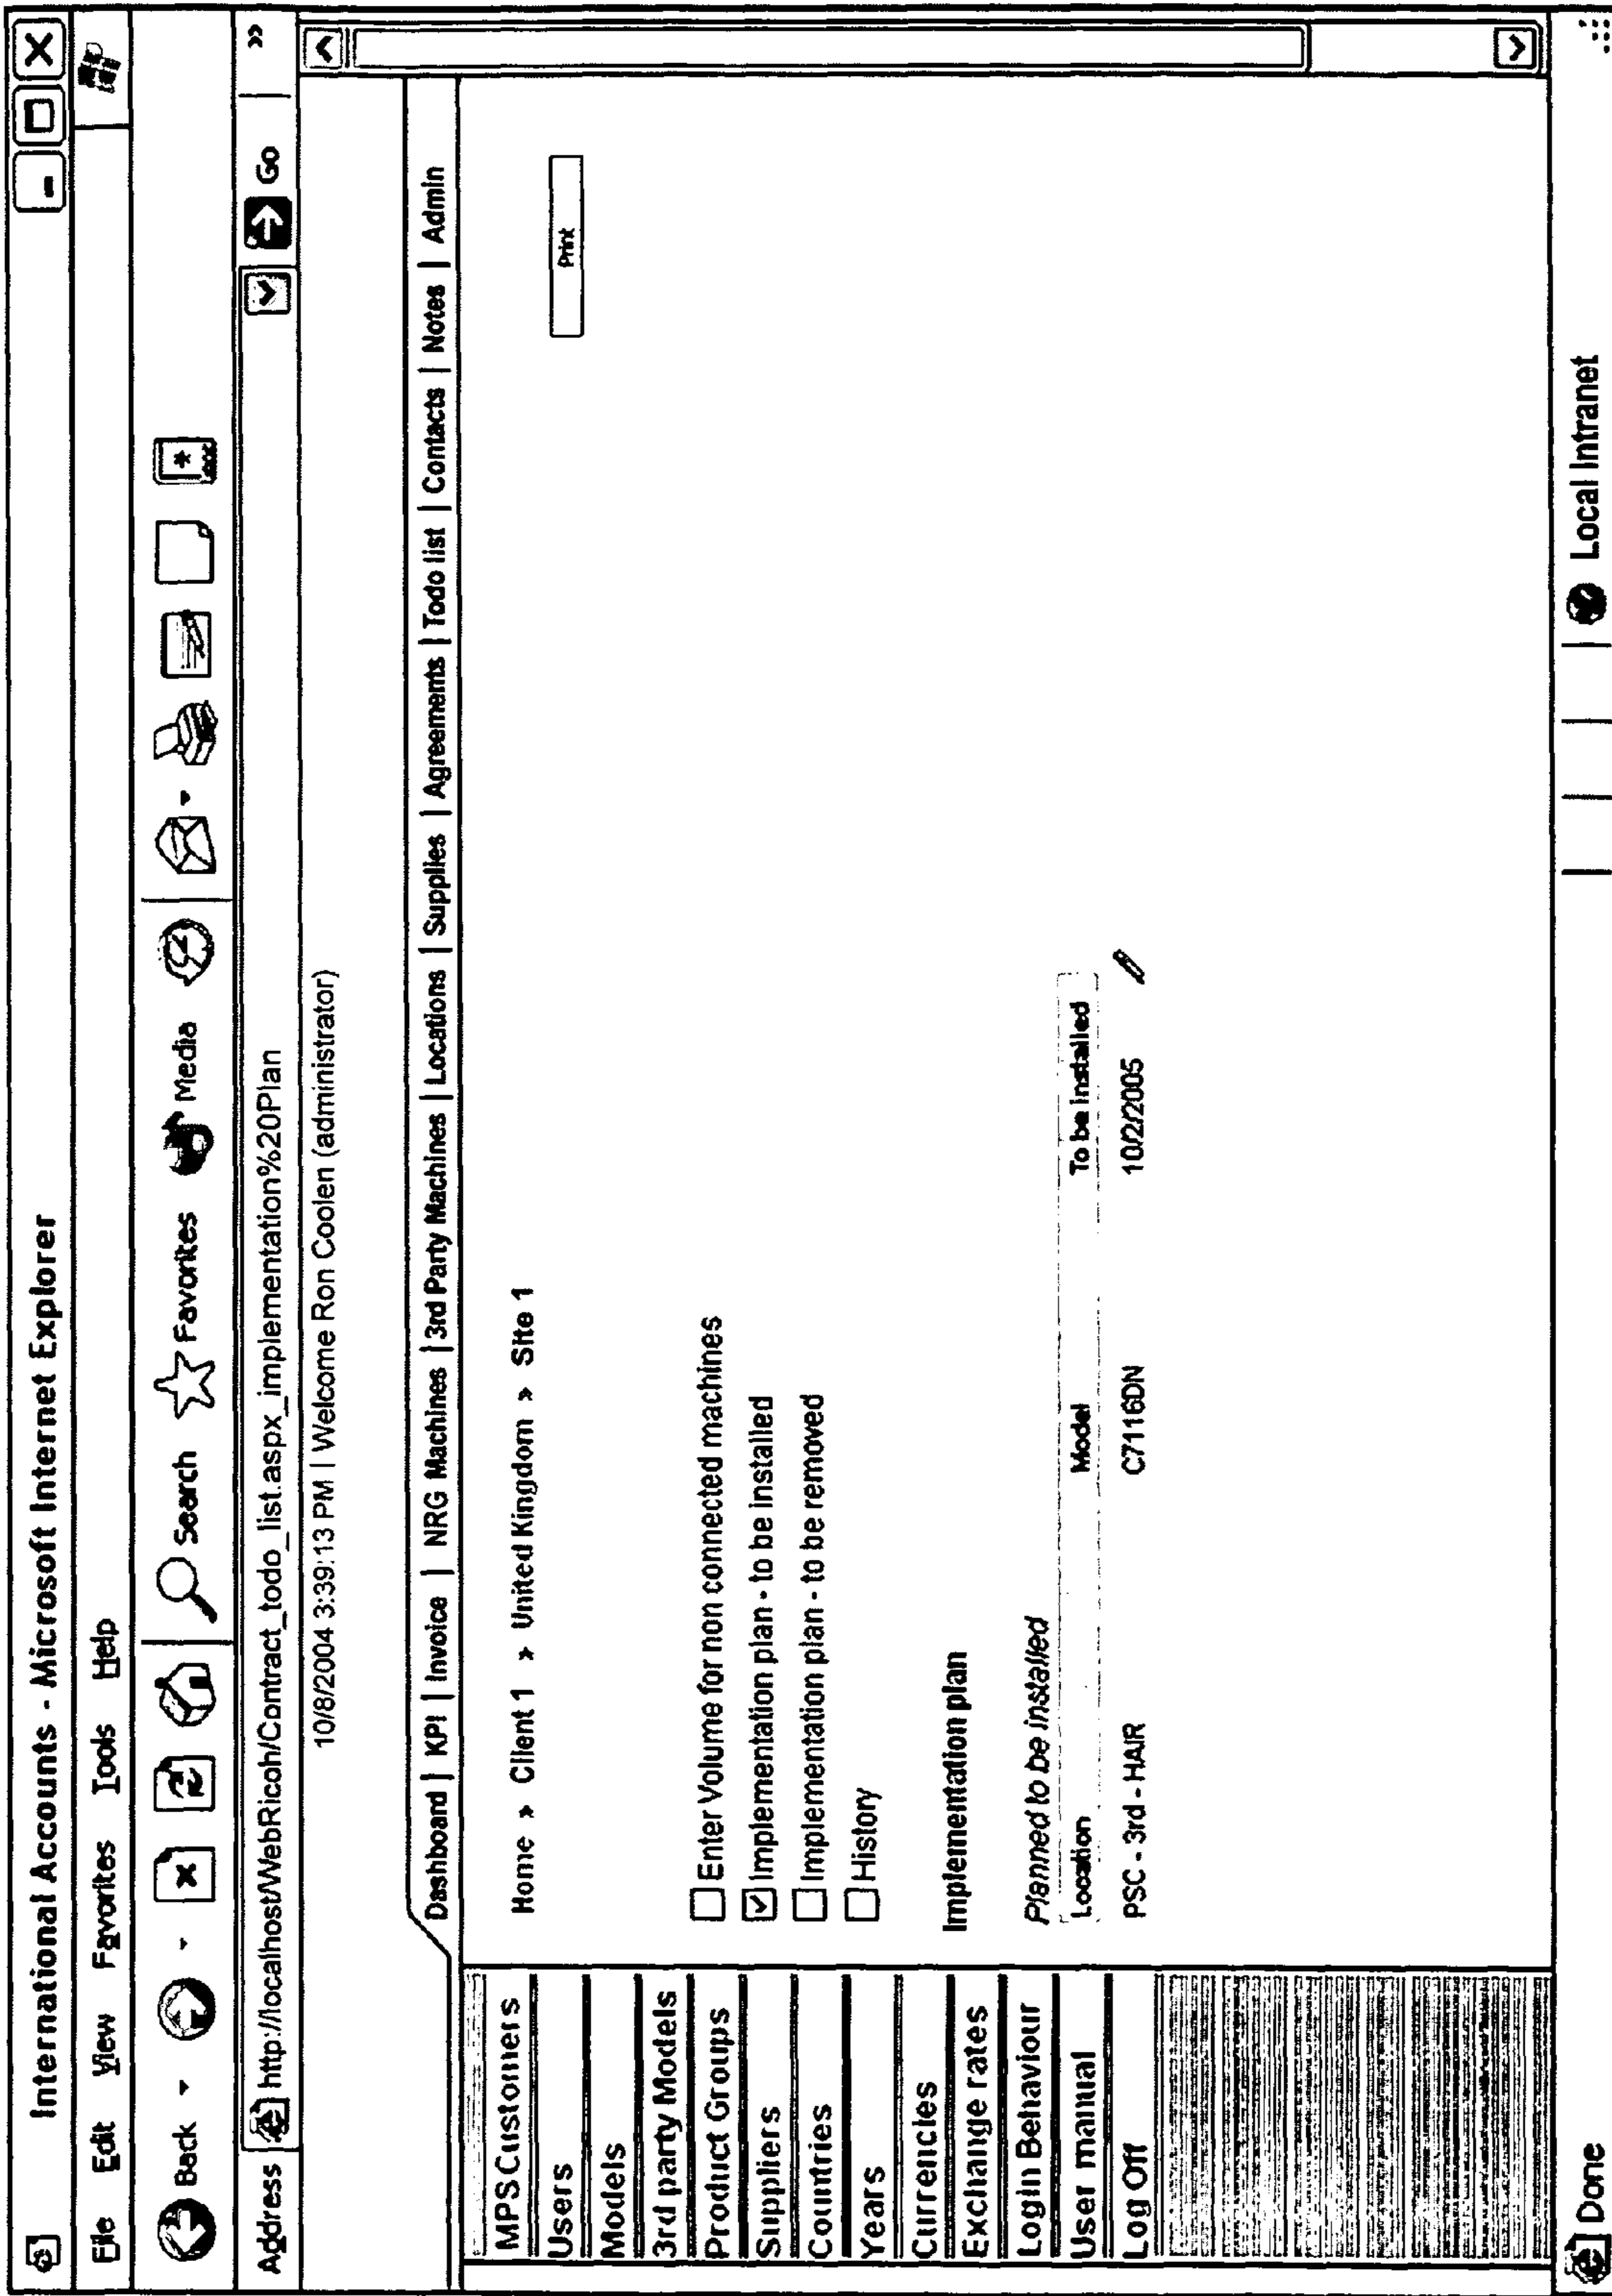 International Accounts - Microsoft Internet Explorer
File Edit View Favorites Tools Help
Back Search Favorites Media
Address http://localhost/WebRicoh/Contract_todo_list.aspx_implementation%20Plan Go »
10/8/2004 3:39:13 PM | Welcome Ron Coolen (administrator)
Dashboard | KPI | Invoice | NRG Machines | 3rd Party Machines | Locations | Supplies | Agreements | Todo list | Contacts | Notes | Admin
MPSCustomers
Users
Models
3rd party Models
Product Groups
Suppliers
Countries
Years
Currencies
Exchange rates
Login Behaviour
User manual
Log Off
Home » Client 1 » United Kingdom » Site 1
Print
Enter Volume for non connected machines
Implementation plan - to be installed
Implementation plan - to be removed
History
Implementation plan
Planned to be installed
Location Model To be installed
PSC - 3rd - HAIR C7116DN 10/2/2005
Done Local Intranet